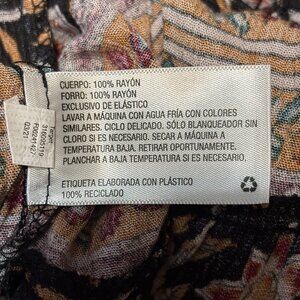 CUERPO: 100% RAYÓN
FORRO: 100% RAYÓN
EXCLUSIVO DE ELÁSTICO
LAVAR A MÁQUINA CON AGUA FRÍA CON COLORES
SIMILARES. CICLO DELICADO. SÓLO BLANQUEADOR SIN
CLORO SI ES NECESARIO. SECAR A MÁQUINA A
TEMPERATURA BAJA. RETIRAR OPORTUNAMENTE.
PLANCHAR A BAJA TEMPERATURA SI ES NECESARIO.
ETIQUETA ELABORADA CON PLÁSTICO
100% RECICLADO